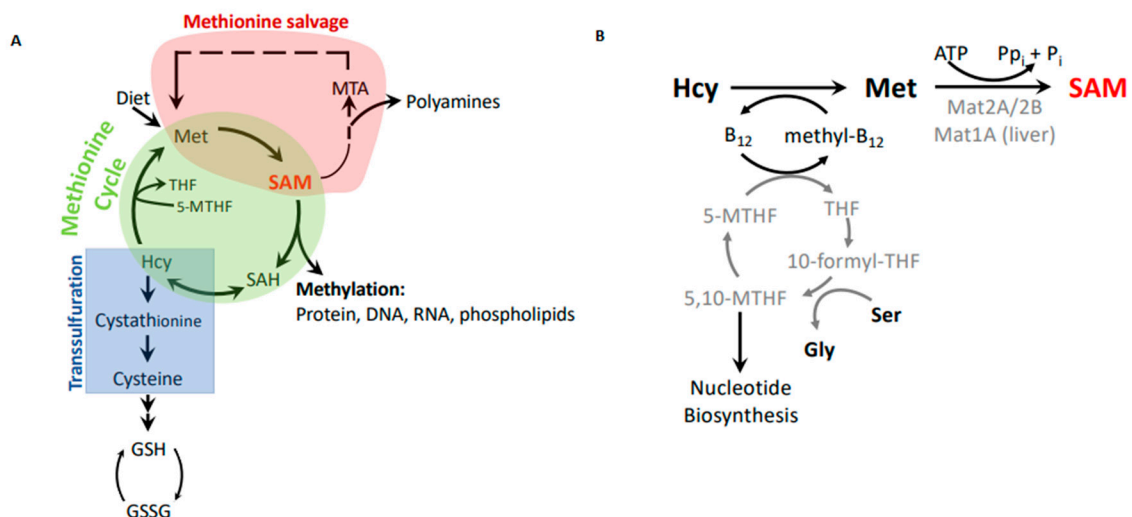 A
Methionine salvage
MTA
Polyamines
Diet
Met
SAM
Methionine
Cycle
THF
5-MTHF
Hcy
SAH
Methylation:
Protein, DNA, RNA, phospholipids
Transsulfuration
Cystathionine
Cysteine
GSH
GSSG
B
ATP
Ppi + Pi
Hcy
Met
SAM
Mat2A/2B
Mat1A (liver)
B12
methyl-B12
5-MTHF
THF
10-formyl-THF
5,10-MTHF
Ser
Gly
Nucleotide
Biosynthesis